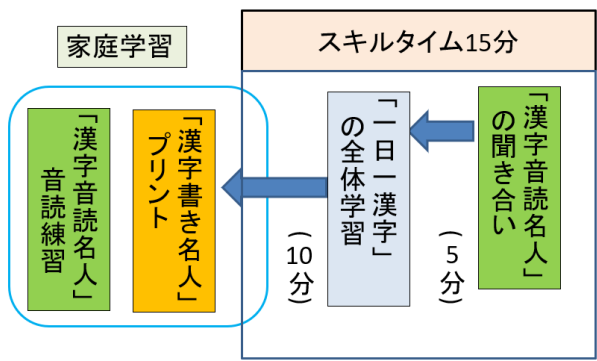 家庭学習
スキルタイム15分
「漢字音読名人」
の聞き合い
（5分）
「一日一漢字」
の全体学習
（10分）
「漢字書き名人」
プリント
「漢字音読名人」
音読練習